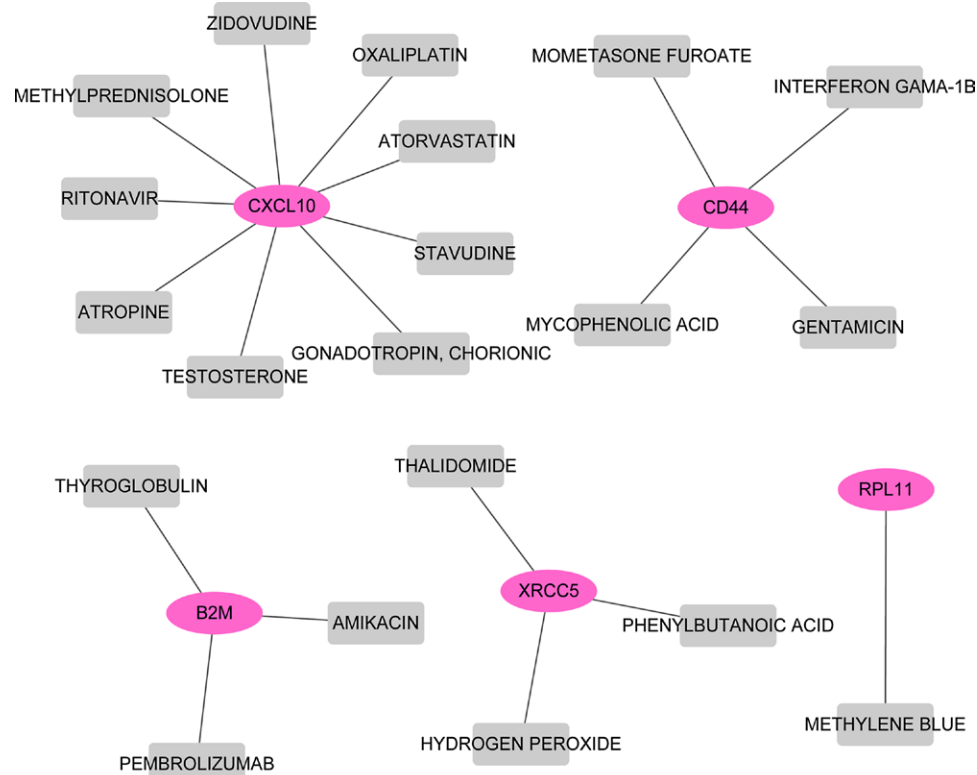 ZIDOVUDINE
OXALIPLATIN
METHYLPREDNISOLONE
ATORVASTATIN
RITONAVIR
CXCL10
STAVUDINE
ATROPINE
GONADOTROPIN, CHORIONIC
TESTOSTERONE
MOMETASONE FUROATE
INTERFERON GAMA-1B
CD44
MYCOPHENOLIC ACID
GENTAMICIN
THYROGLOBULIN
B2M
AMIKACIN
PEMBROLIZUMAB
THALIDOMIDE
XRCC5
PHENYLBUTANOIC ACID
HYDROGEN PEROXIDE
RPL11
METHYLENE BLUE